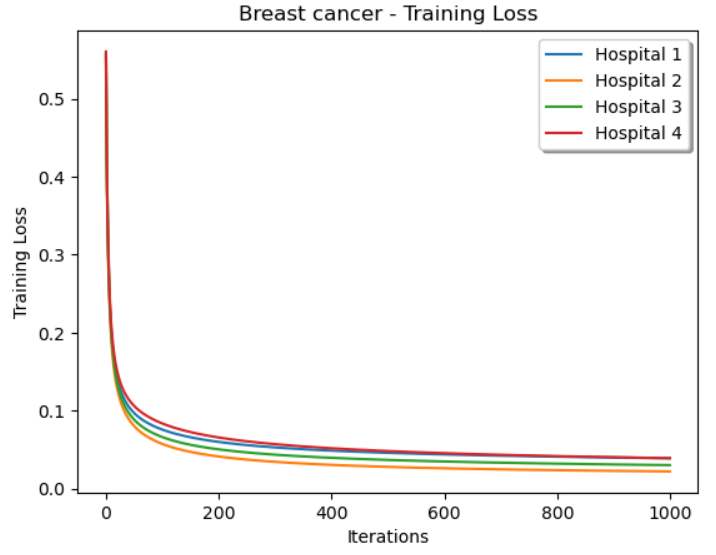 Breast cancer - Training Loss
Hospital 1
Hospital 2
Hospital 3
Hospital 4
Training Loss
0.5
0.4
0.3
0.2
0.1
0.0
0
200
400
600
800
1000
Iterations